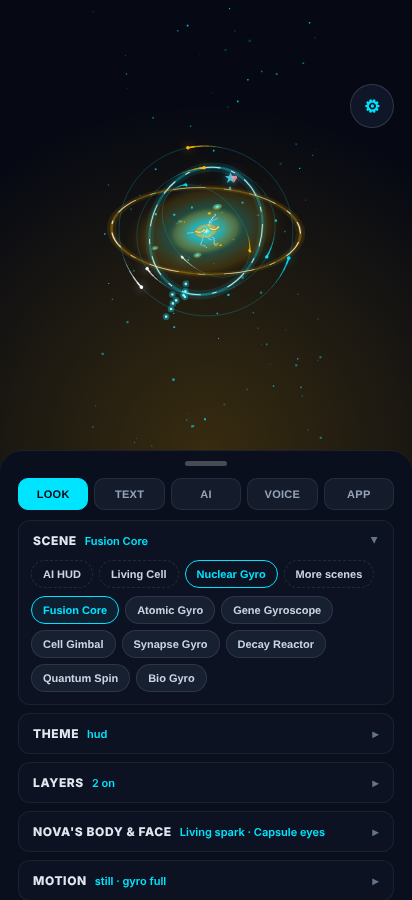 LOOK TEXT AI VOICE APP
SCENE Fusion Core
AI HUD Living Cell Nuclear Gyro More scenes
Fusion Core Atomic Gyro Gene Gyroscope
Cell Gimbal Synapse Gyro Decay Reactor
Quantum Spin Bio Gyro
THEME hud
LAYERS 2 on
NOVA'S BODY & FACE Living spark · Capsule eyes
MOTION still · gyro full